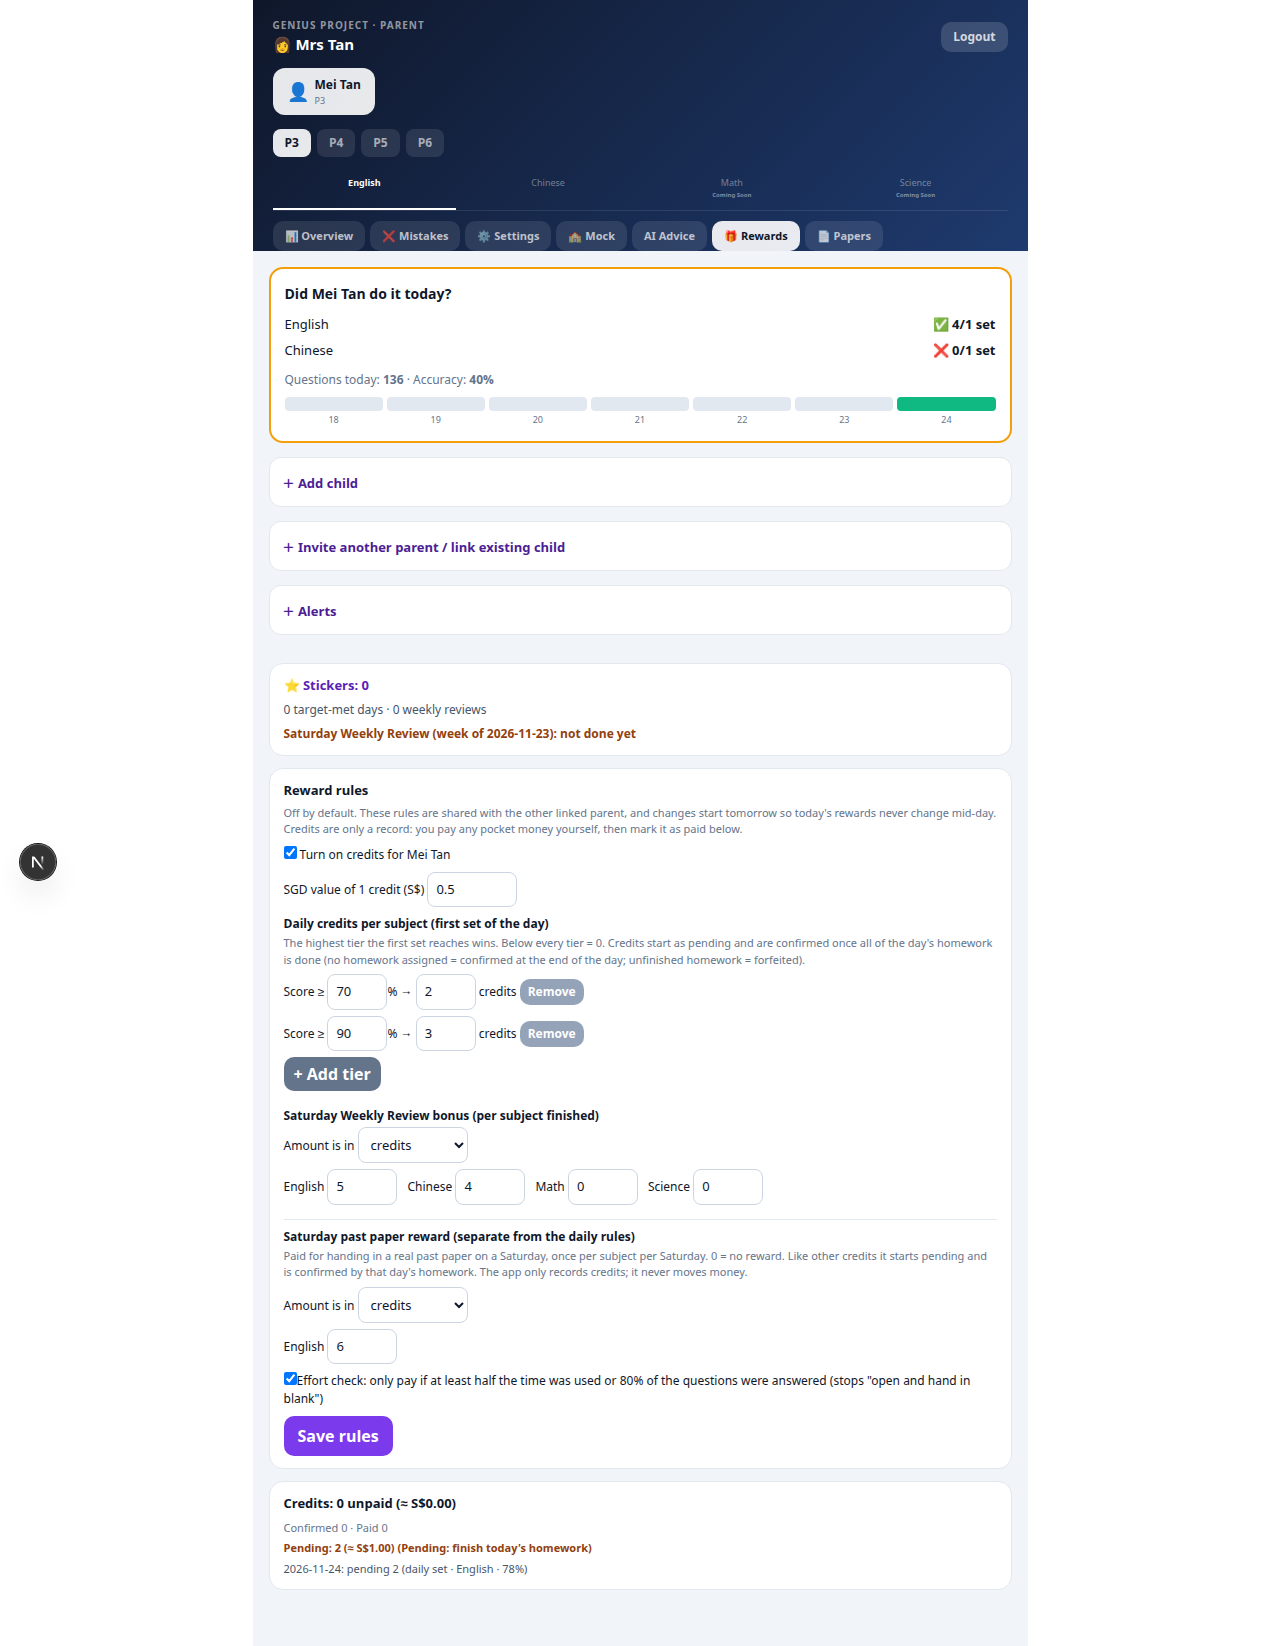 GENIUS PROJECT · PARENT
👩 Mrs Tan
Logout
Mei Tan
P3
P3 P4 P5 P6
English Chinese Math Science
Coming Soon Coming Soon
📊 Overview ❌ Mistakes ⚙️ Settings 🏫 Mock AI Advice 🎁 Rewards 📄 Papers
Did Mei Tan do it today?
English ✅ 4/1 set
Chinese ❌ 0/1 set
Questions today: 136 · Accuracy: 40%
18 19 20 21 22 23 24
+ Add child
+ Invite another parent / link existing child
+ Alerts
⭐ Stickers: 0
0 target-met days · 0 weekly reviews
Saturday Weekly Review (week of 2026-11-23): not done yet
Reward rules
Off by default. These rules are shared with the other linked parent, and changes start tomorrow so today's rewards never change mid-day.
Credits are only a record: you pay any pocket money yourself, then mark it as paid below.
Turn on credits for Mei Tan
SGD value of 1 credit (S$) 0.5
Daily credits per subject (first set of the day)
The highest tier the first set reaches wins. Below every tier = 0. Credits start as pending and are confirmed once all of the day's homework
is done (no homework assigned = confirmed at the end of the day; unfinished homework = forfeited).
Score ≥ 70 % → 2 credits Remove
Score ≥ 90 % → 3 credits Remove
+ Add tier
Saturday Weekly Review bonus (per subject finished)
Amount is in credits
English 5 Chinese 4 Math 0 Science 0
Saturday past paper reward (separate from the daily rules)
Paid for handing in a real past paper on a Saturday, once per subject per Saturday. 0 = no reward. Like other credits it starts pending and
is confirmed by that day's homework. The app only records credits; it never moves money.
Amount is in credits
English 6
Effort check: only pay if at least half the time was used or 80% of the questions were answered (stops "open and hand in
blank")
Save rules
N
Credits: 0 unpaid (≈ S$0.00)
Confirmed 0 · Paid 0
Pending: 2 (≈ S$1.00) (Pending: finish today's homework)
2026-11-24: pending 2 (daily set · English · 78%)